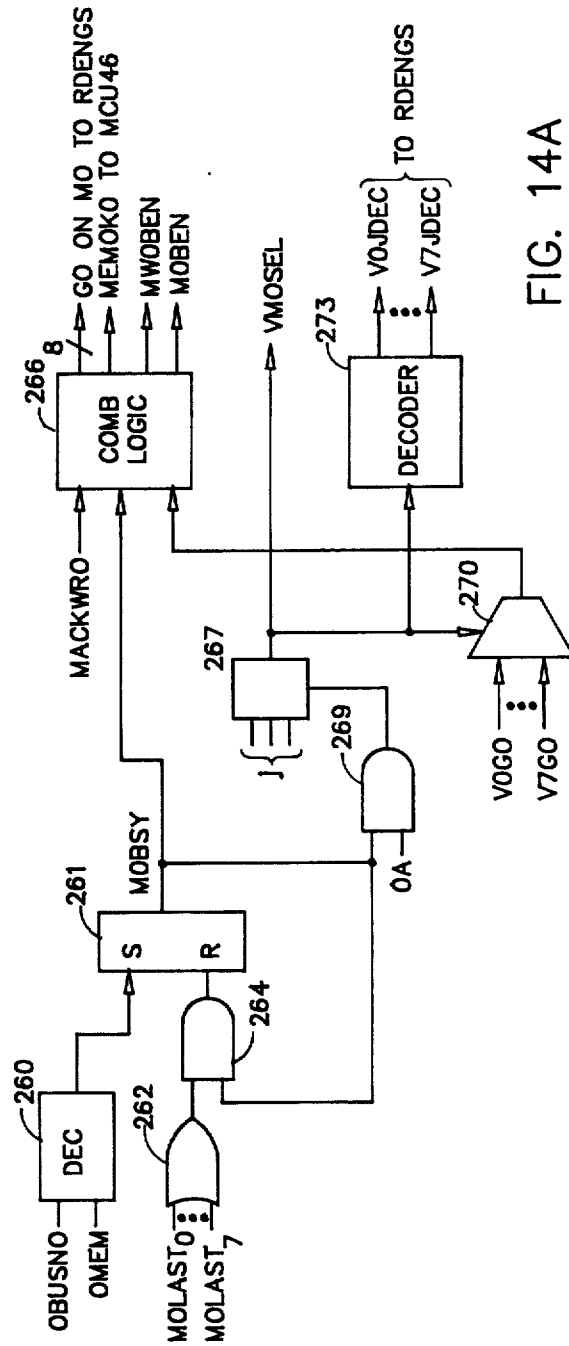 OBUSNO
OMEM
260
DEC
MOLAST0
MOLAST7
262
264
261
S
R
MOBSY
MACKWRO
266
COMB
LOGIC
8
GO ON MO TO RDENGS
MEMOKO TO MCU46
MWOBEN
MOBEN
267
J
269
OA
VMOSEL
273
DECODER
V0JDEC
V7JDEC
TO RDENGS
270
V0GO
V7GO
FIG. 14A